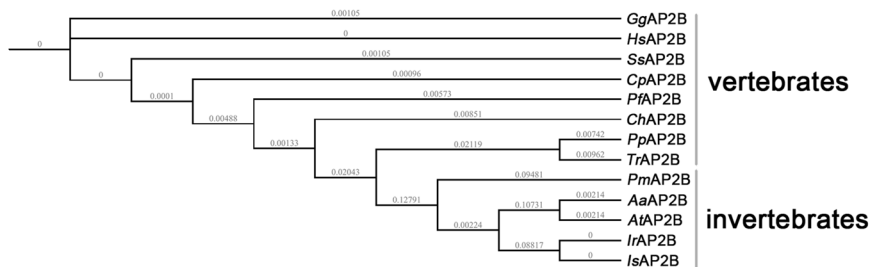 0.00105
GgAP2B
0
0
HsAP2B
0.00105
SsAP2B
0
0.00096
CpAP2B
vertebrates
0.0001
0.00573
PfAP2B
0.00488
0.00851
ChAP2B
0.00133
0.00742
PpAP2B
0.02119
0.00962
TrAP2B
0.02043
0.09481
PmAP2B
0.12791
0.00214
AaAP2B
0.10731
0.00214
AtAP2B
invertebrates
0.00224
0
IrAP2B
0.08817
0
IsAP2B